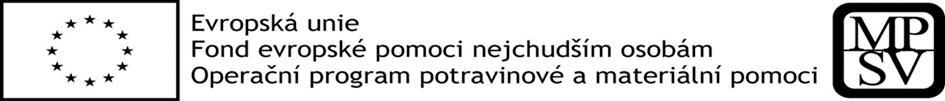 Evropská unie
Fond evropské pomoci nejchudším osobám
Operační program potravinové a materiální pomoci
MP
SV